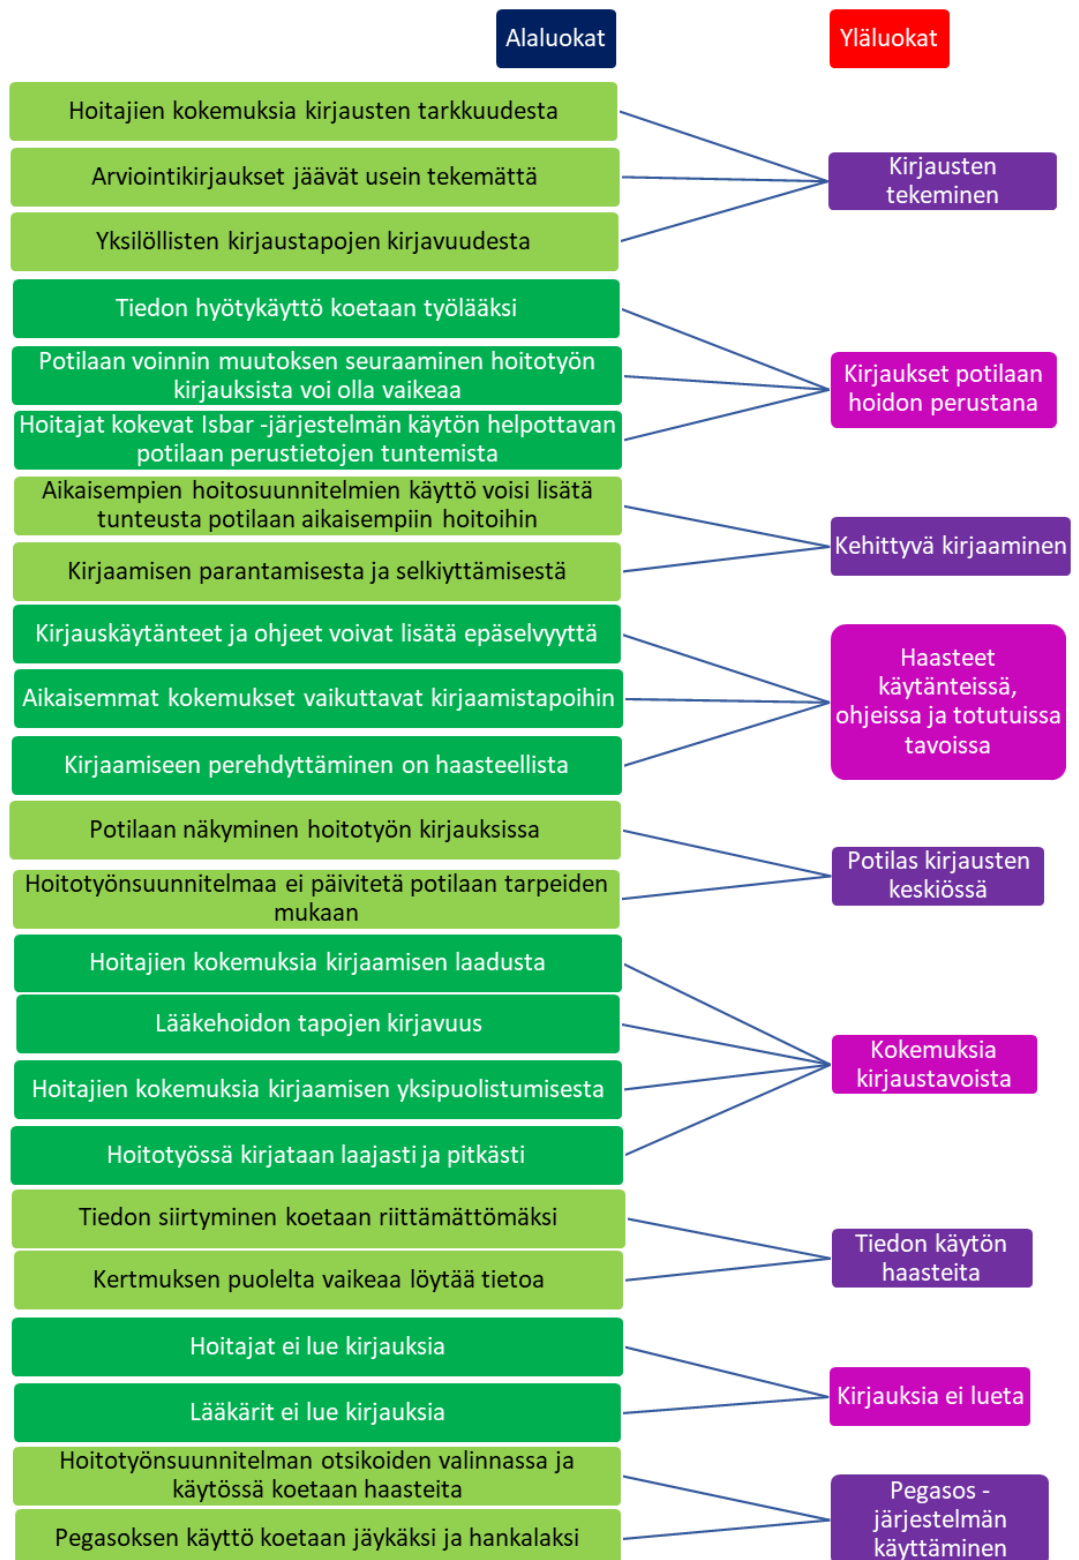 Alaluokat
Yläluokat
Hoitajien kokemuksia kirjausten tarkkuudesta
Arviointikirjaukset jäävät usein tekemättä
Yksilöllisten kirjaustapojen kirjavuudesta
Kirjausten
tekeminen
Tiedon hyötykäyttö koetaan työlääksi
Potilaan voinnin muutoksen seuraaminen hoitotyön
kirjauksista voi olla vaikeaa
Hoitajat kokevat Isbar -järjestelmän käytön helpottavan
potilaan perustietojen tuntemista
Kirjaukset potilaan
hoidon perustana
Aikaisempien hoitosuunnitelmien käyttö voisi lisätä
tunteusta potilaan aikaisempiin hoitoihin
Kirjaamisen parantamisesta ja selkiyttämisestä
Kehittyvä kirjaaminen
Kirjauskäytänteet ja ohjeet voivat lisätä epäselvyyttä
Aikaisemmat kokemukset vaikuttavat kirjaamistapoihin
Kirjaamiseen perehdyttäminen on haasteellista
Haasteet
käytänteissä,
ohjeissa ja totutuissa
tavoissa
Potilaan näkyminen hoitotyön kirjauksissa
Hoitotyönsuunnitelmaa ei päivitetä potilaan tarpeiden
mukaan
Potilas kirjausten
keskiössä
Hoitajien kokemuksia kirjaamisen laadusta
Lääkehoidon tapojen kirjavuus
Hoitajien kokemuksia kirjaamisen yksipuolistumisesta
Hoitotyössä kirjataan laajasti ja pitkästi
Kokemuksia
kirjaustavoista
Tiedon siirtyminen koetaan riittämättömäksi
Kertmuksen puolelta vaikeaa löytää tietoa
Tiedon käytön
haasteita
Hoitajat ei lue kirjauksia
Lääkärit ei lue kirjauksia
Kirjauksia ei lueta
Hoitotyönsuunnitelman otsikoiden valinnassa ja
käytössä koetaan haasteita
Pegasoksen käyttö koetaan jäykäksi ja hankalaksi
Pegasos -
järjestelmän
käyttäminen